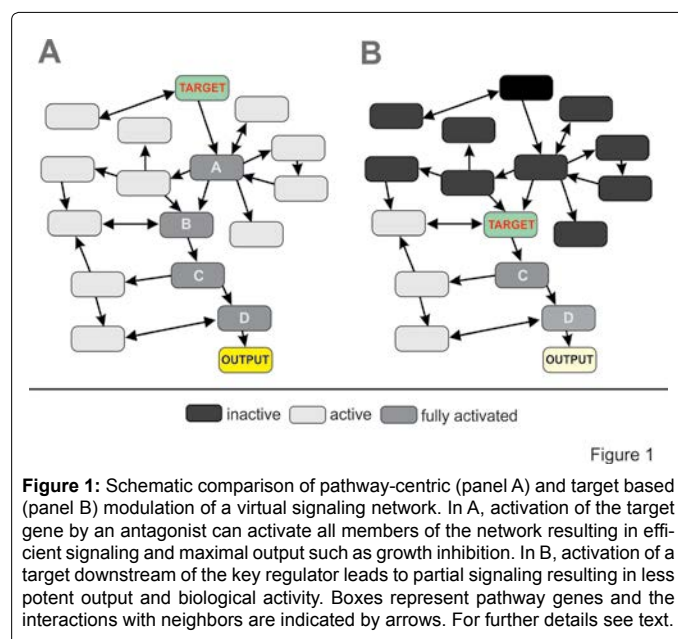 A
B
TARGET
A
B
TARGET
C
C
D
D
OUTPUT
OUTPUT
inactive
active
fully activated
Figure 1
Figure 1: Schematic comparison of pathway-centric (panel A) and target based
(panel B) modulation of a virtual signaling network. In A, activation of the target
gene by an antagonist can activate all members of the network resulting in effi-
cient signaling and maximal output such as growth inhibition. In B, activation of a
target downstream of the key regulator leads to partial signaling resulting in less
potent output and biological activity. Boxes represent pathway genes and the
interactions with neighbors are indicated by arrows. For further details see text.